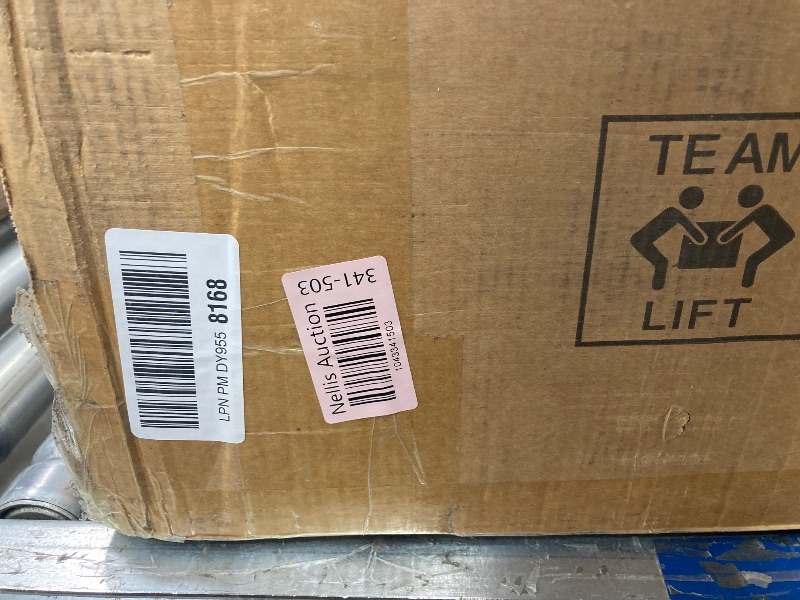 LPN PM DY955 8168
Nellis Auction
341-503
1043341503
TEAM
LIFT